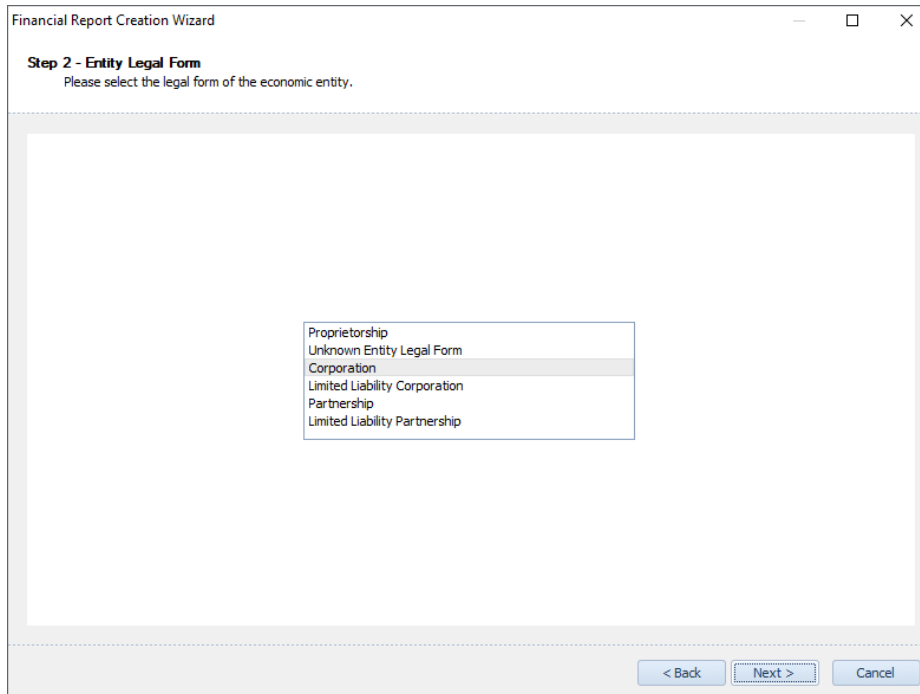 Financial Report Creation Wizard
Step 2 - Entity Legal Form
Please select the legal form of the economic entity.
Proprietorship
Unknown Entity Legal Form
Corporation
Limited Liability Corporation
Partnership
Limited Liability Partnership
< Back Next > Cancel